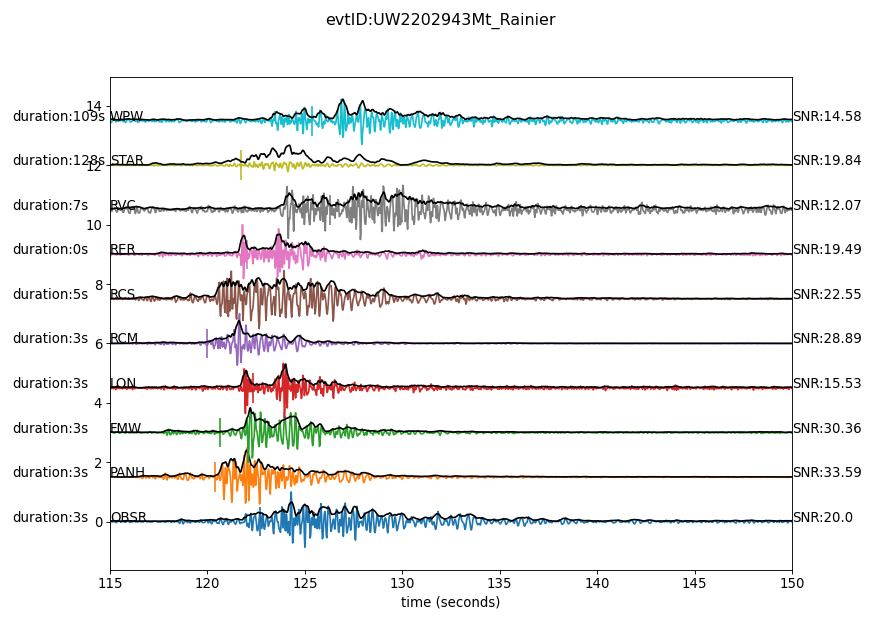 evtID:UW2202943Mt_Rainier
14
duration:109s WPW SNR:14.58
duration:128s STAR SNR:19.84
12
duration:7s RVC SNR:12.07
10
duration:0s RER SNR:19.49
8
duration:5s RCS SNR:22.55
duration:3s RCM SNR:28.89
6
duration:3s LON SNR:15.53
4
duration:3s FMW SNR:30.36
duration:3s PANH SNR:33.59
2
duration:3s OBSR SNR:20.0
0
115 120 125 130 135 140 145 150
time (seconds)